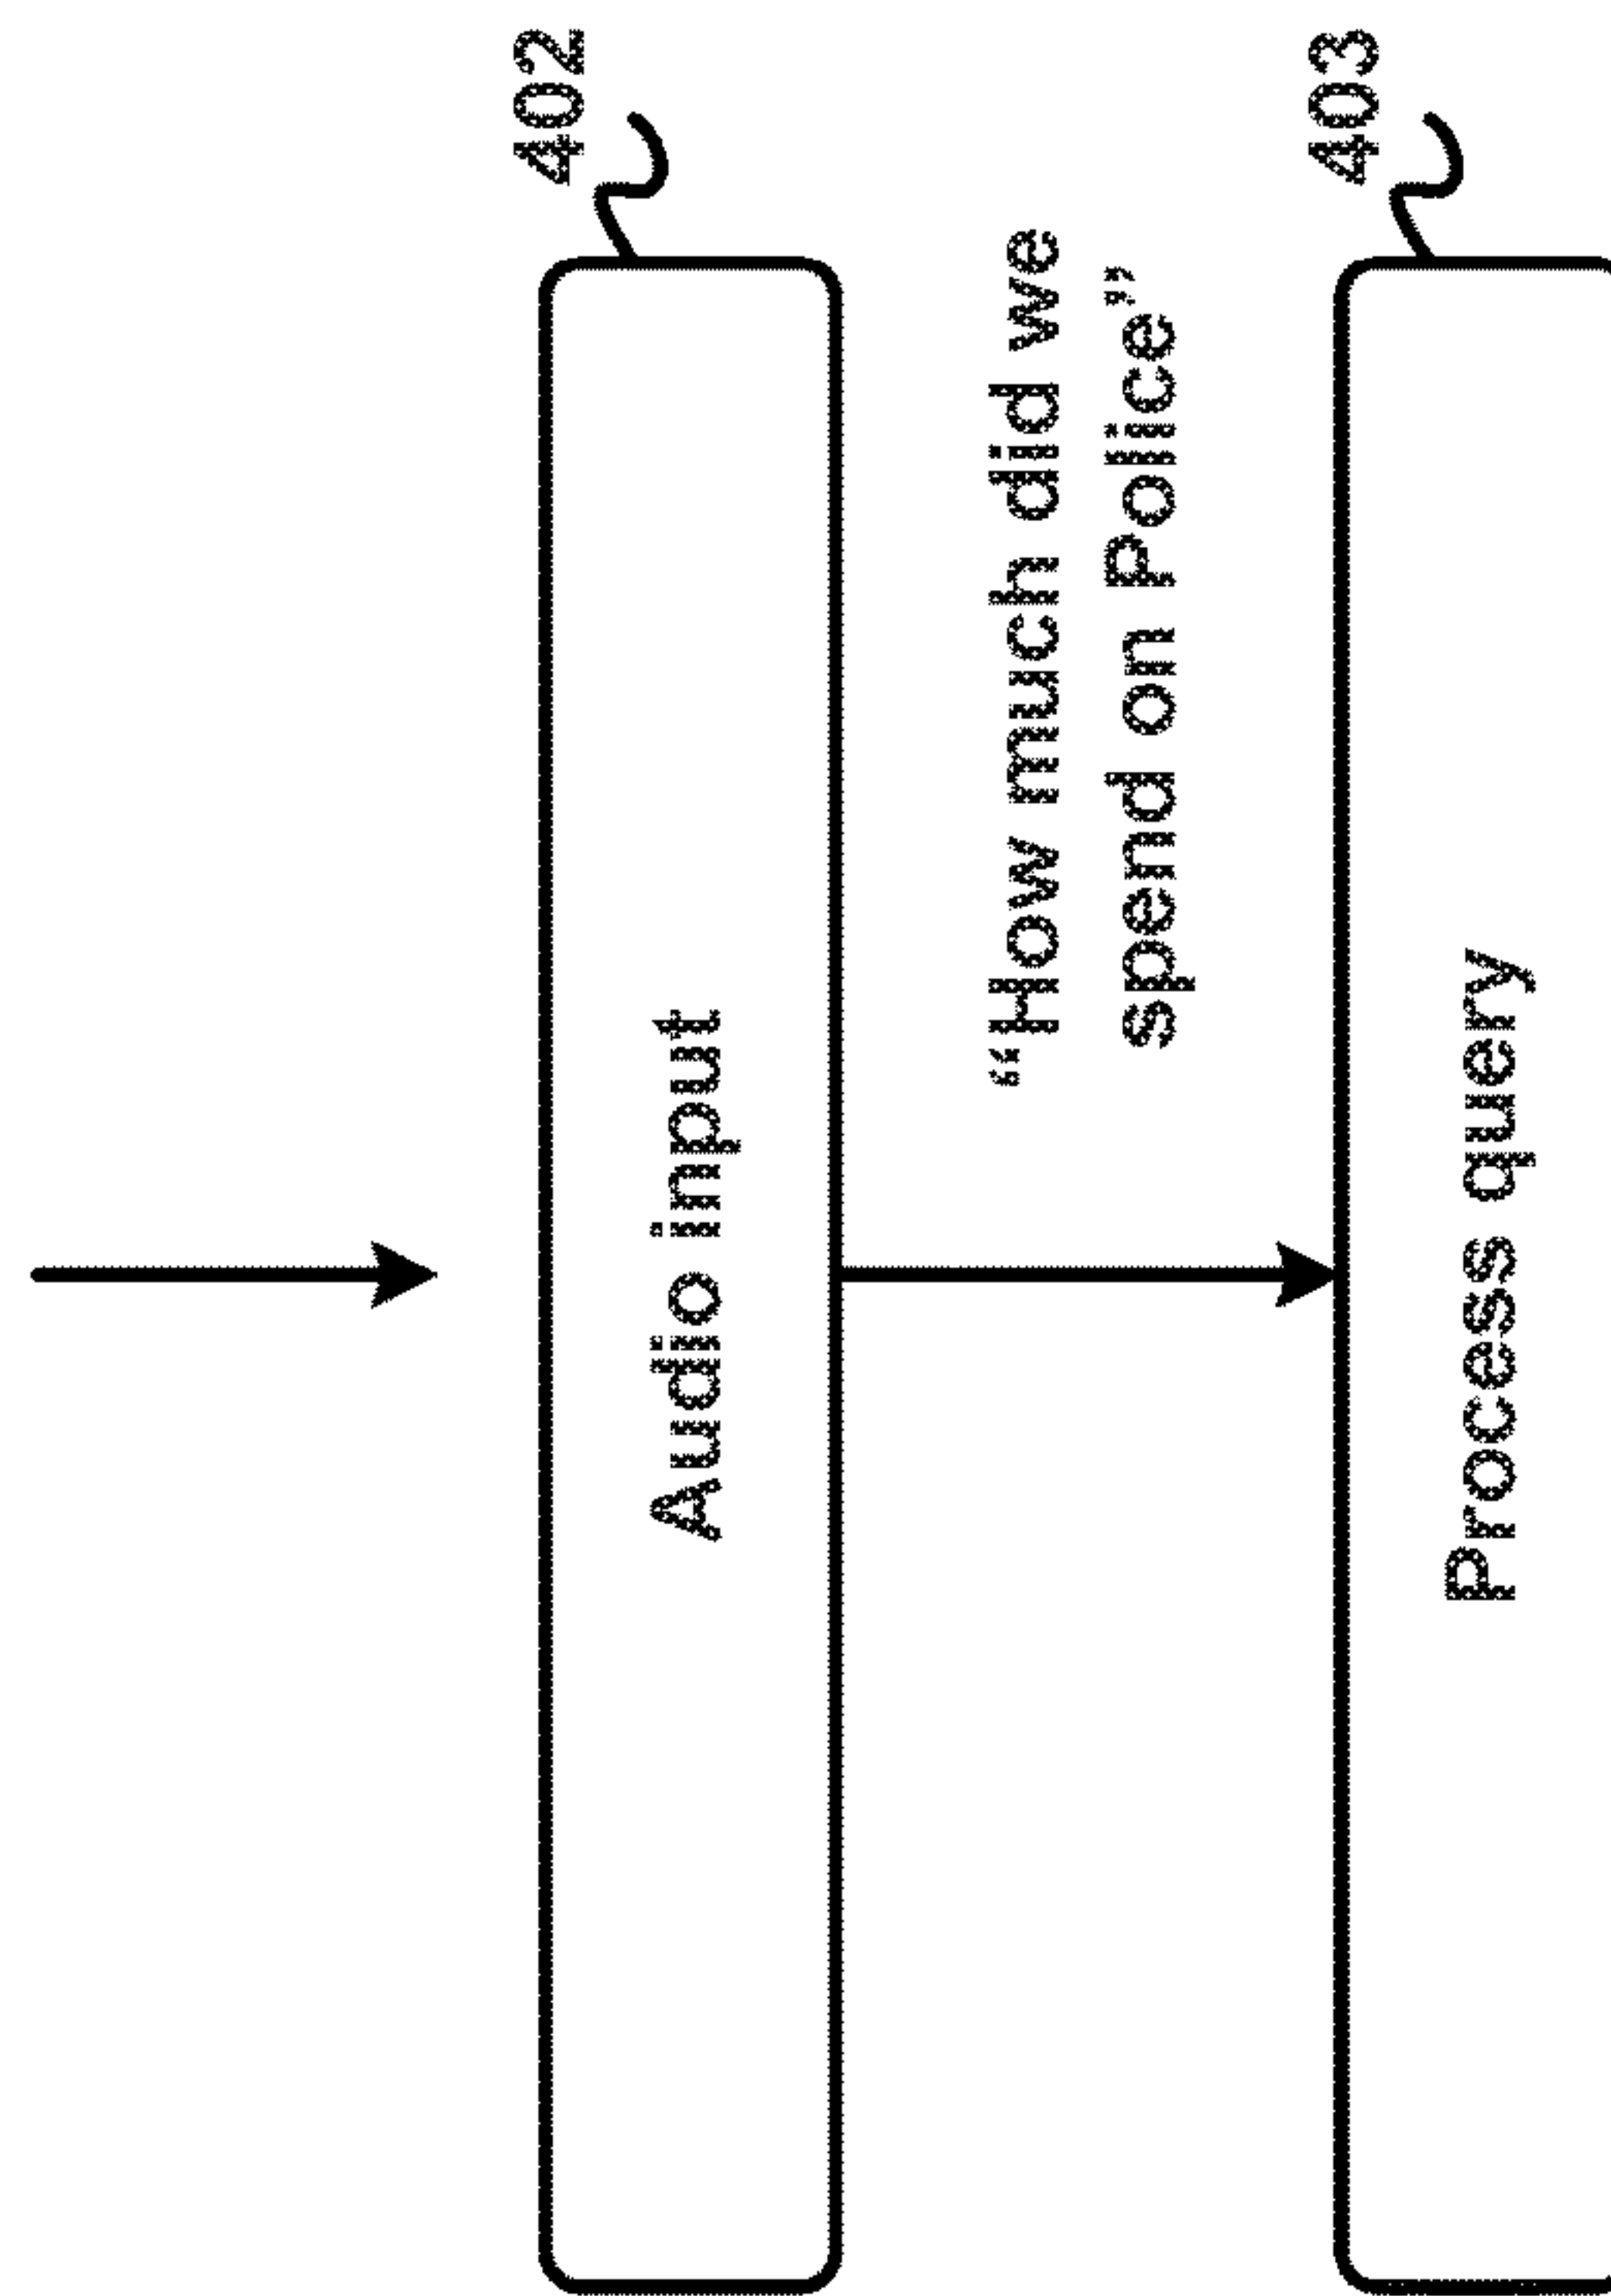 402
Audio input
“How much did we
spend on Police”
403
Process query